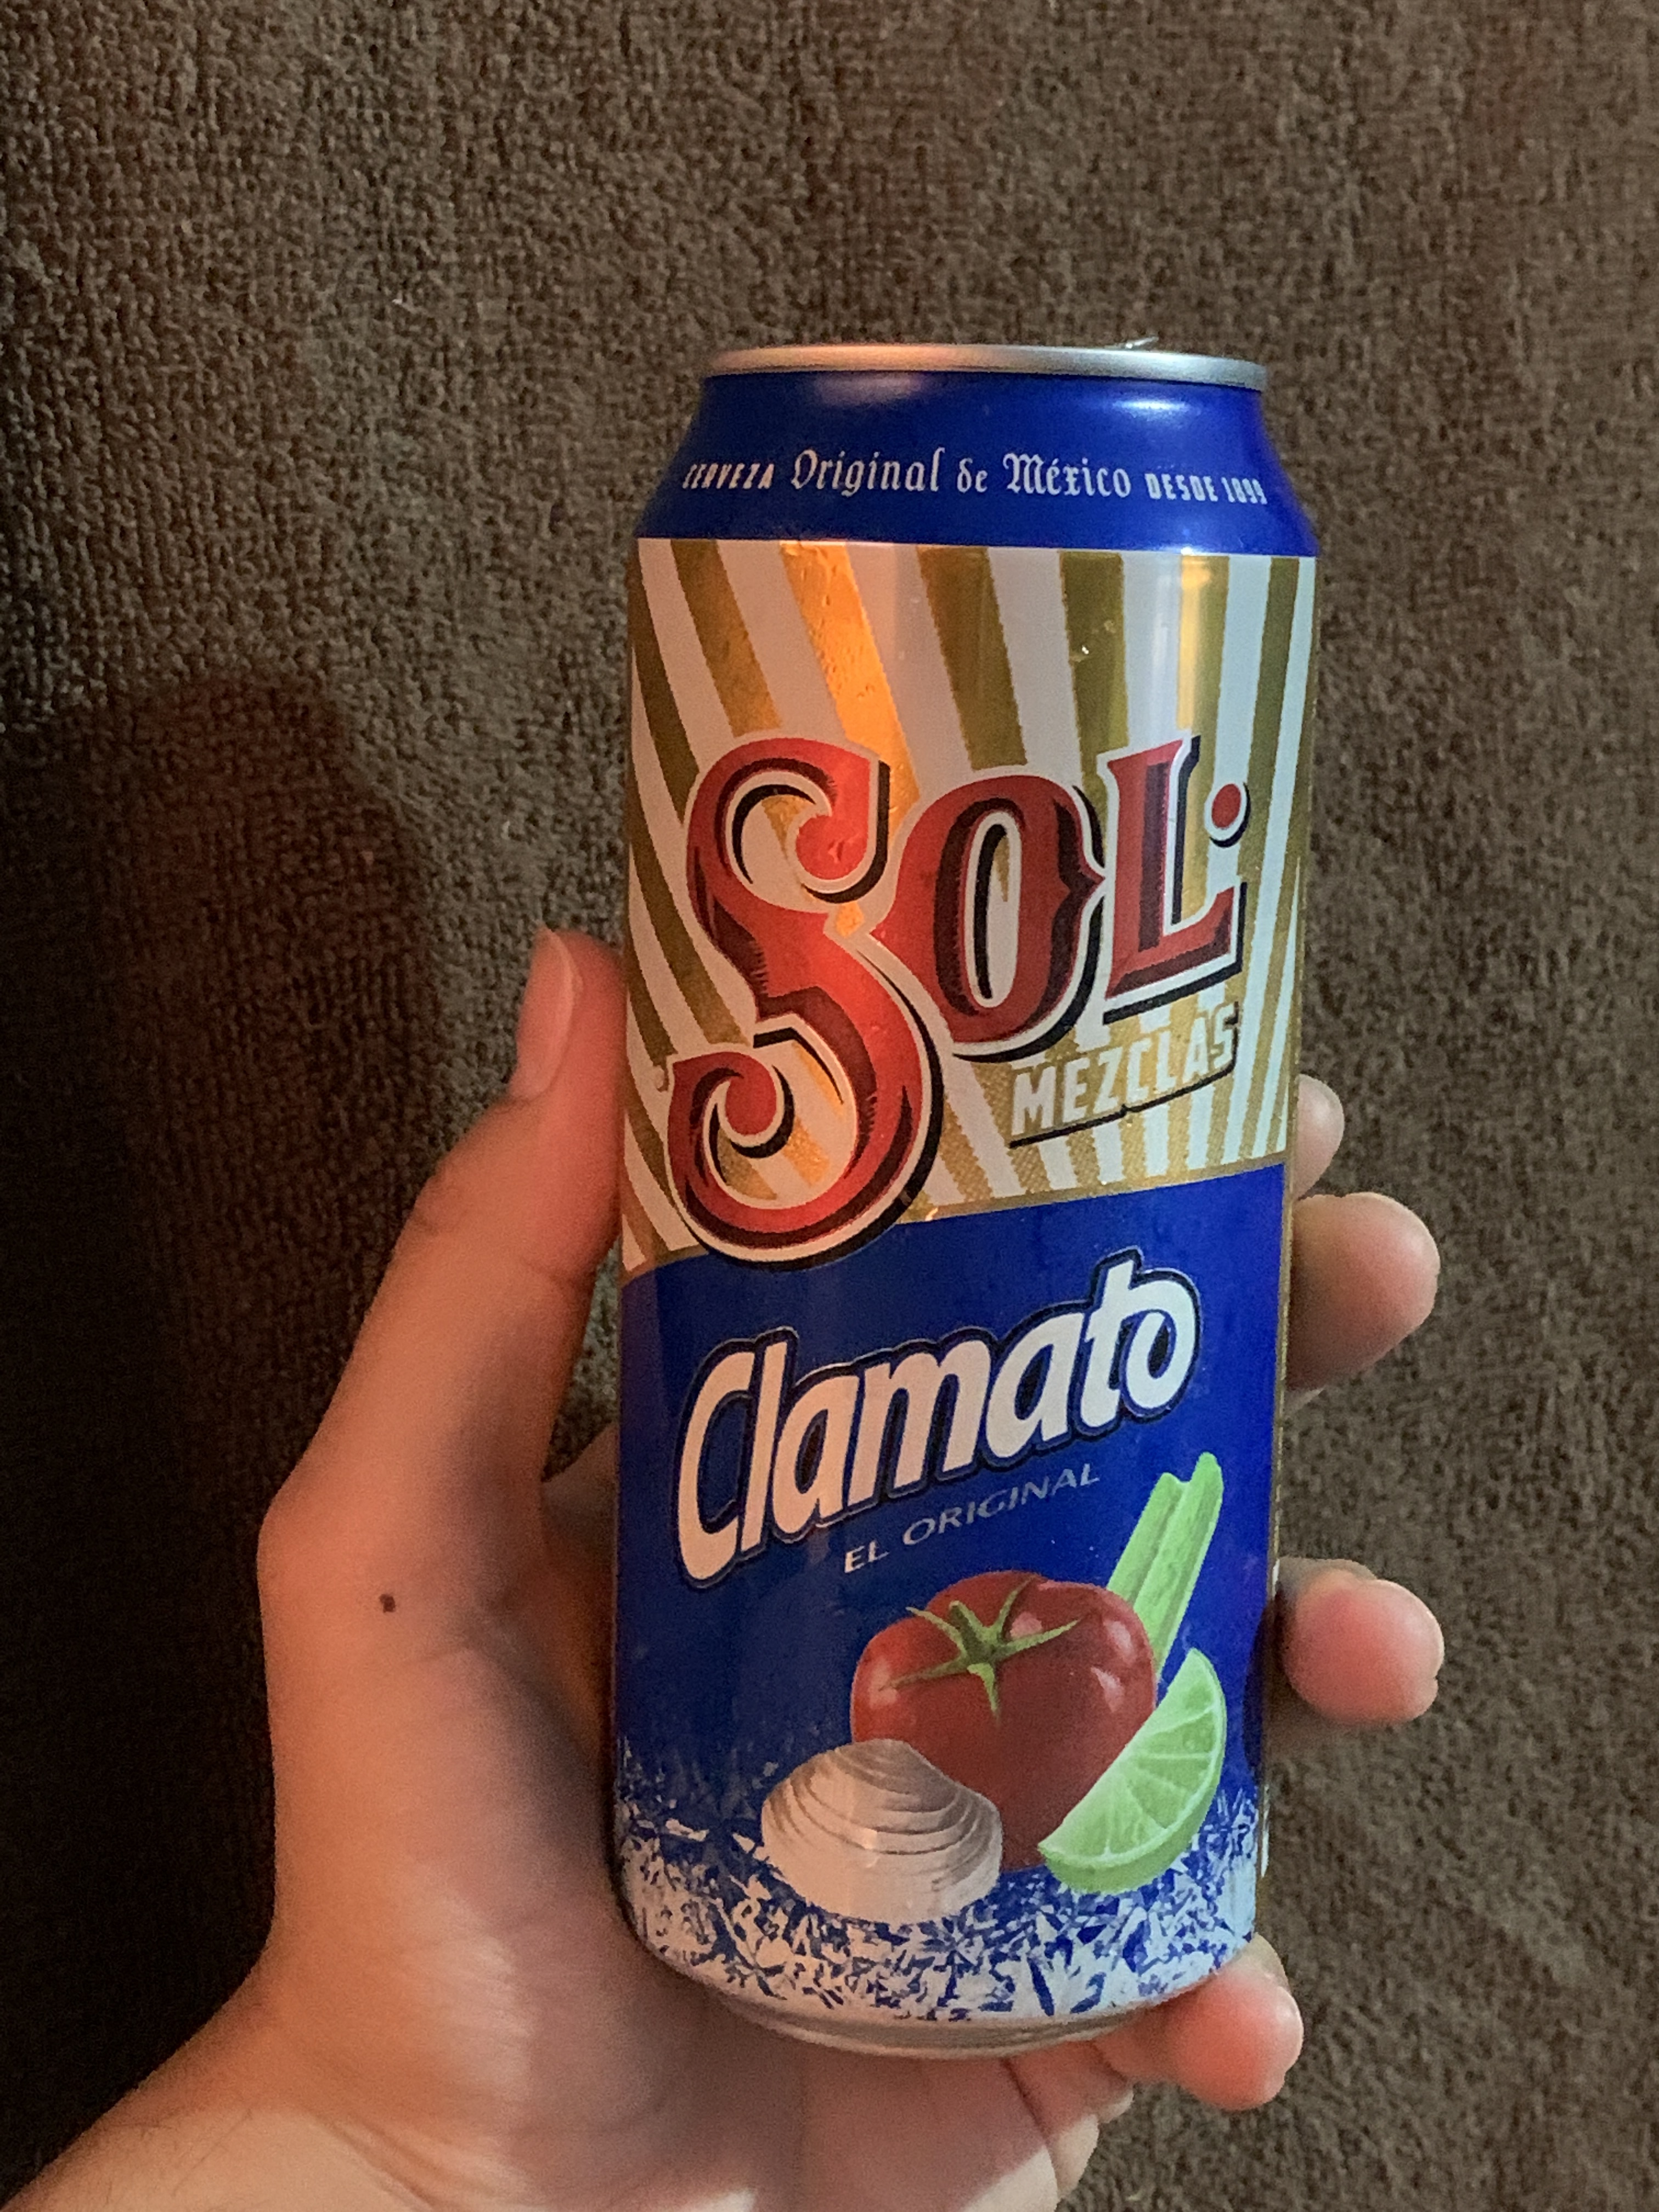 CERVEZA Original de México DESDE 1899
SOL
MEZCLAS
Clamato
EL ORIGINAL